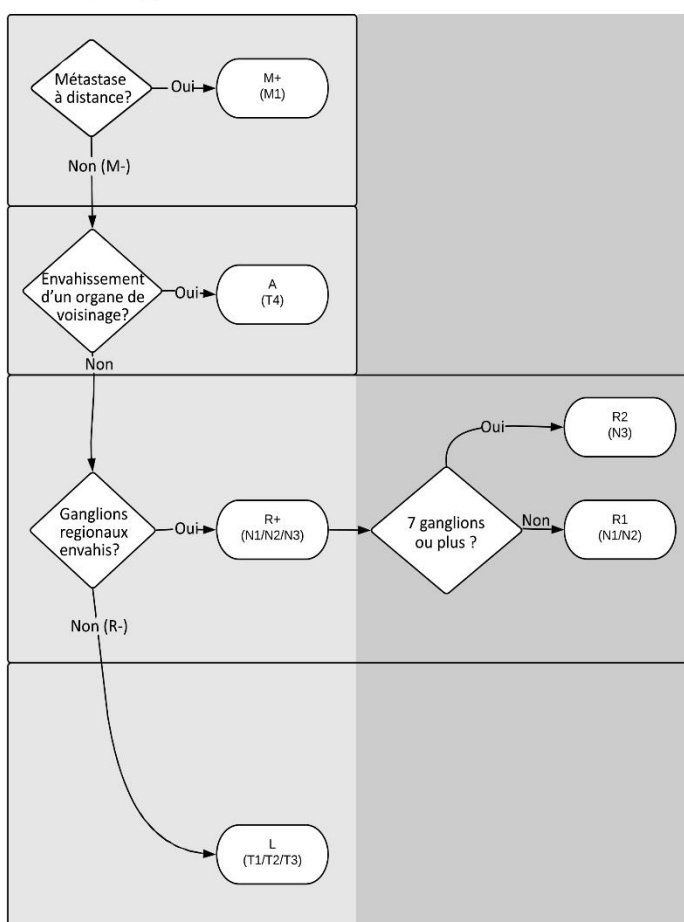 Métastase
à distance?
Oui
M+
(M1)
Non (M-)
Envahissement
d'un organe de
voisinage?
Oui
A
(T4)
Non
Ganglions
regionaux
envahis?
Oui
R+
(N1/N2/N3)
7 ganglions
ou plus ?
Oui
R2
(N3)
Non
R1
(N1/N2)
Non (R-)
L
(T1/T2/T3)